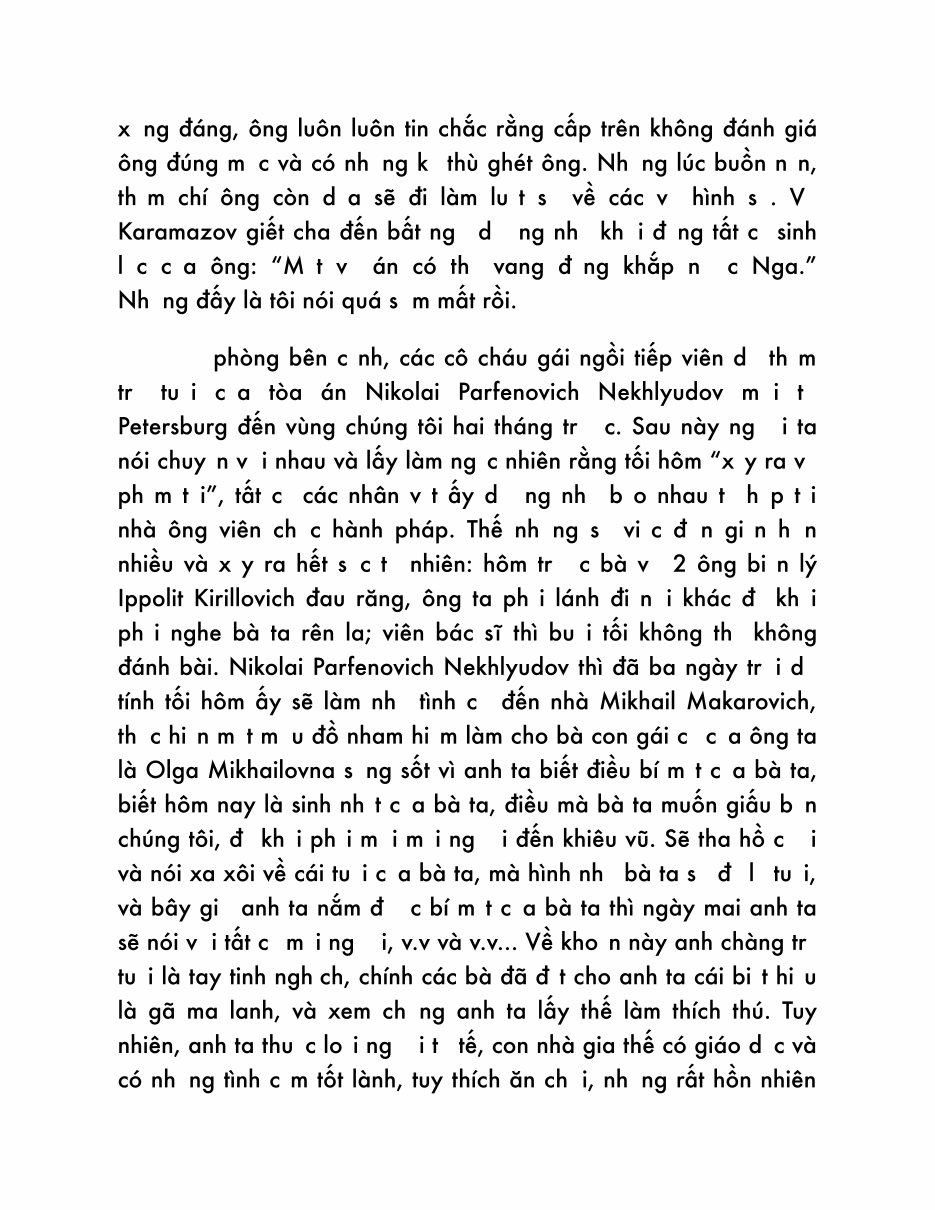 x ng đáng, ông luôn luôn tin chắc rằng cấp trên không đánh giá
ông đúng m c và có nh ng k thù ghét ông. Nh ng lúc buồn n n,
th m chí ông còn d a sẽ đi làm lu t s về các v hình s . V
Karamazov giết cha đến bất ng d ng nh kh i đ ng tất c sinh
l c c a ông: “M t v án có th vang đ ng khắp n c Nga.”
Nh ng đấy là tôi nói quá s m mất rồi.
phòng bên c nh, các cô cháu gái ngồi tiếp viên d th m
tr tu i c a tòa án Nikolai Parfenovich Nekhlyudov m i t
Petersburg đến vùng chúng tôi hai tháng tr c. Sau này ng i ta
nói chuy n v i nhau và lấy làm ng c nhiên rằng tối hôm “x y ra v
ph m t i”, tất c các nhân v t ấy d ng nh b o nhau t h p t i
nhà ông viên ch c hành pháp. Thế nh ng s vi c đ n gi n h n
nhiều và x y ra hết s c t nhiên: hôm tr c bà v 2 ông bi n lý
Ippolit Kirillovich đau răng, ông ta ph i lánh đi n i khác đ kh i
ph i nghe bà ta rên la; viên bác sĩ thì bu i tối không th không
đánh bài. Nikolai Parfenovich Nekhlyudov thì đã ba ngày tr i d
tính tối hôm ấy sẽ làm nh tình c đến nhà Mikhail Makarovich,
th c hi n m t m u đồ nham hi m làm cho bà con gái c c a ông ta
là Olga Mikhailovna s ng sốt vì anh ta biết điều bí m t c a bà ta,
biết hôm nay là sinh nh t c a bà ta, điều mà bà ta muốn giấu b n
chúng tôi, đ kh i ph i m i m i ng i đến khiêu vũ. Sẽ tha hồ c i
và nói xa xôi về cái tu i c a bà ta, mà hình nh bà ta s đ l tu i,
và bây gi anh ta nắm đ c bí m t c a bà ta thì ngày mai anh ta
sẽ nói v i tất c m i ng i, v.v và v.v... Về kho n này anh chàng tr
tu i là tay tinh ngh ch, chính các bà đã đ t cho anh ta cái bi t hi u
là gã ma lanh, và xem ch ng anh ta lấy thế làm thích thú. Tuy
nhiên, anh ta thu c lo i ng i t tế, con nhà gia thế có giáo d c và
có nh ng tình c m tốt lành, tuy thích ăn ch i, nh ng rất hồn nhiên